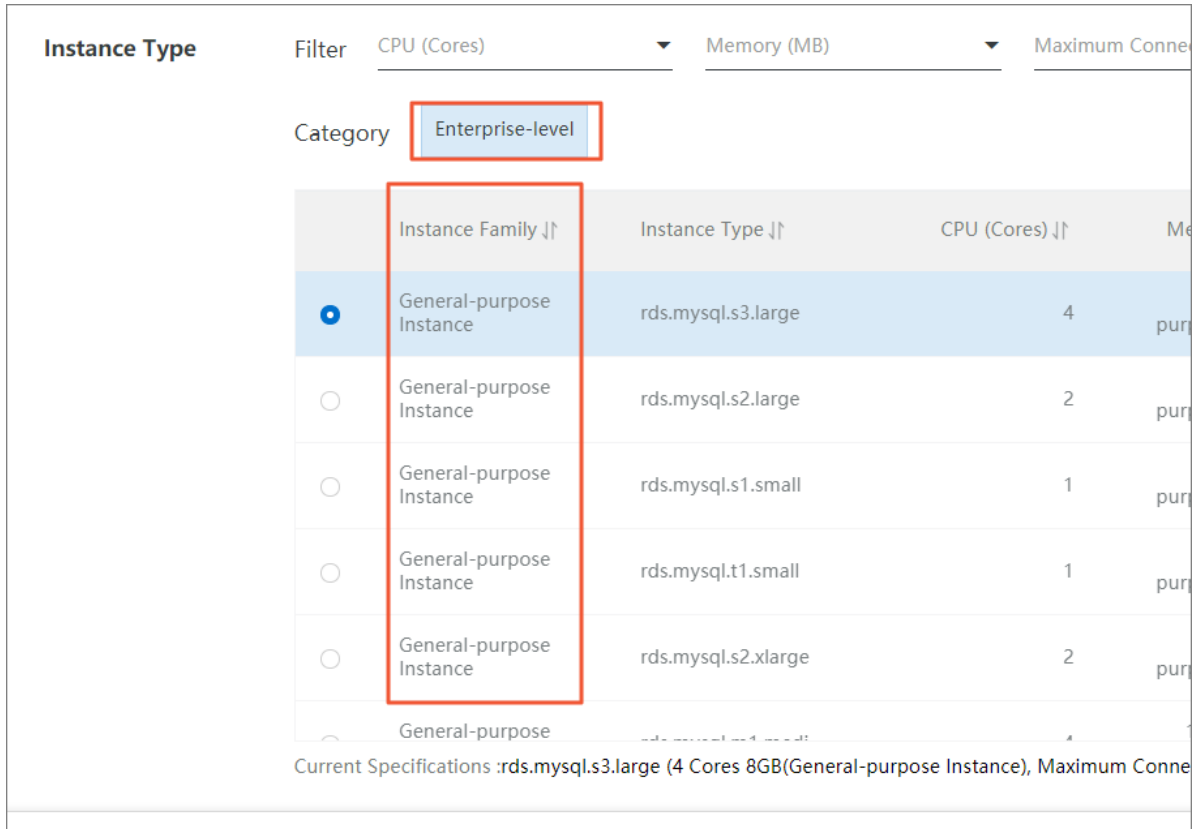 Instance Type Filter CPU (Cores) Memory (MB) Maximum
Category Enterprise-level
Instance Family Instance Type CPU (Cores)
General-purpose
Instance rds.mysql.s3.large 4
General-purpose
Instance rds.mysql.s2.large 2
General-purpose
Instance rds.mysql.s1.small 1
General-purpose
Instance rds.mysql.t1.small 1
General-purpose
Instance rds.mysql.s2.xlarge 2
General-purpose
Current Specifications :rds.mysql.s3.large (4 Cores 8GB(General-purpose Instance), Maximum